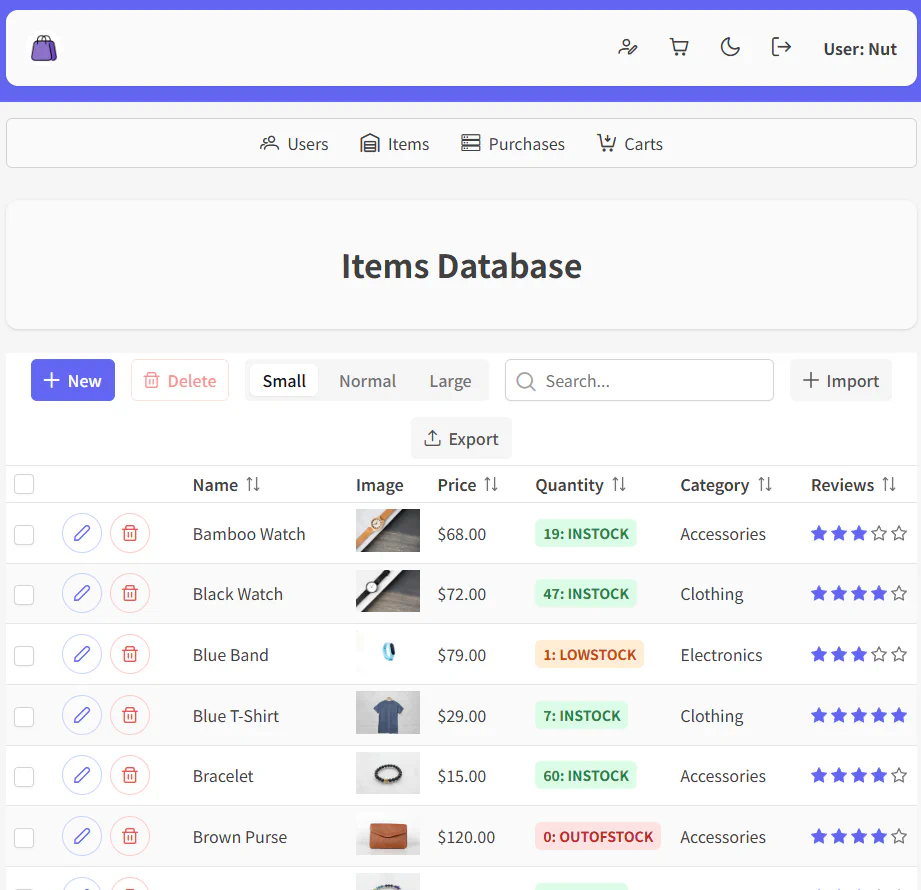 User: Nut
Users Items Purchases Carts
Items Database
New Delete Small Normal Large Search... Import
Export
Name Image Price Quantity Category Reviews
Bamboo Watch $68.00 19: INSTOCK Accessories
Black Watch $72.00 47: INSTOCK Clothing
Blue Band $79.00 1: LOWSTOCK Electronics
Blue T-Shirt $29.00 7: INSTOCK Clothing
Bracelet $15.00 60: INSTOCK Accessories
Brown Purse $120.00 0: OUTOFSTOCK Accessories